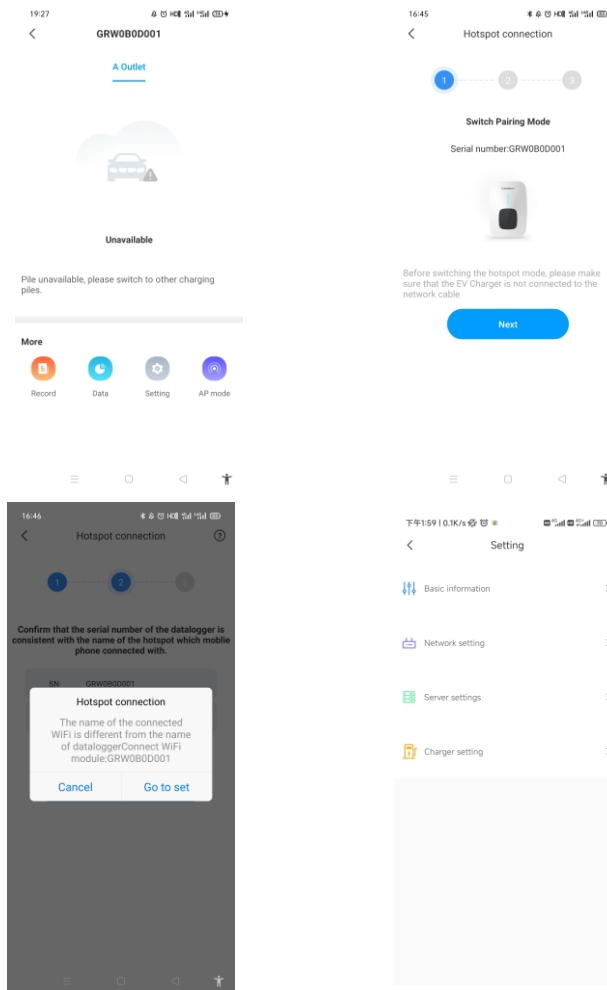 19:27
GRW0B0D001
A Outlet
Unavailable
Pile unavailable, please switch to other charging
piles.
More
Record
Data
Setting
AP mode
16:45
Hotspot connection
1
2
3
Switch Pairing Mode
Serial number:GRW0B0D001
Before switching the hotspot mode, please make
sure that the EV Charger is not connected to the
network cable
Next
16:46
Hotspot connection
1
2
3
Confirm that the serial number of the datalogger is
consistent with the name of the hotspot which moblie
phone connected with.
SN
GRW0B0D001
Hotspot connection
The name of the connected
WiFi is different from the name
of dataloggerConnect WiFi
module:GRW0B0D001
Cancel
Go to set
下午1:59 | 0.1K/s
Setting
Basic information
Network setting
Server settings
Charger setting